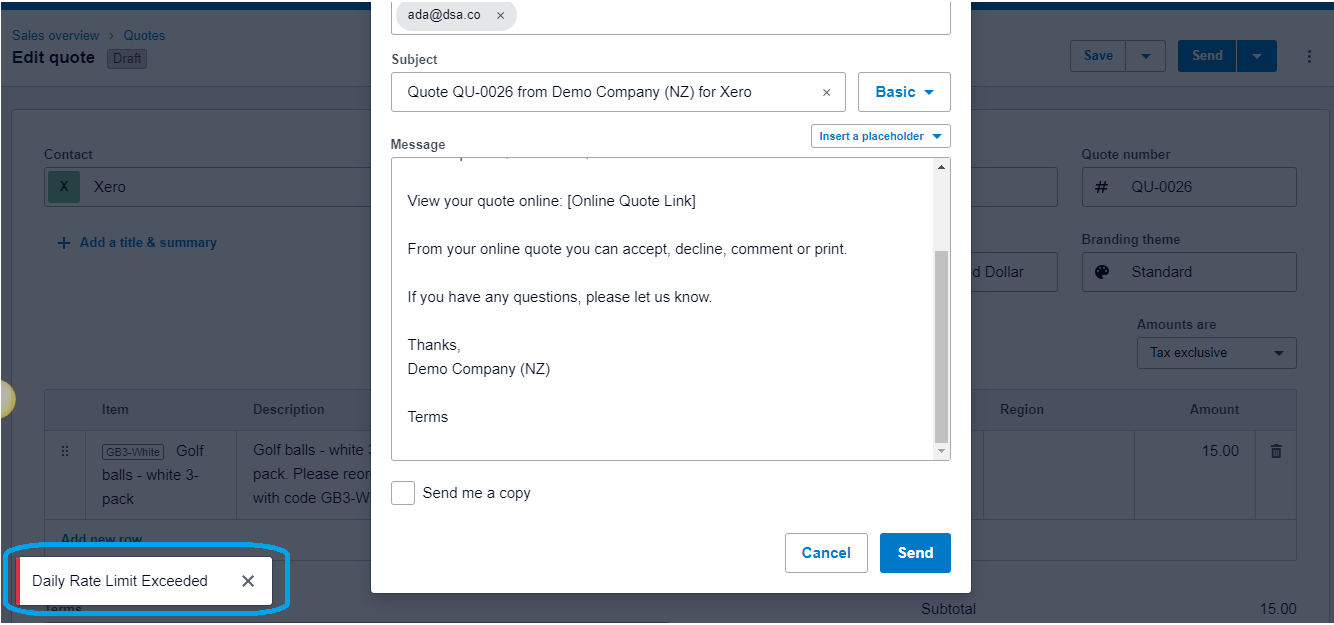 ada@dsa.co ×
Sales overview › Quotes
Edit quote Draft
Save
Send
Subject
Quote QU-0026 from Demo Company (NZ) for Xero ×
Basic
Insert a placeholder
Message
View your quote online: [Online Quote Link]
From your online quote you can accept, decline, comment or print.
If you have any questions, please let us know.
Thanks,
Demo Company (NZ)
Terms
Send me a copy
Cancel
Send
Contact
X Xero
Quote number
# QU-0026
+ Add a title & summary
Branding theme
d Dollar
Standard
Amounts are
Tax exclusive
Item Description Region Amount
GB3-White Golf
balls - white 3-
pack
Golf balls - white
pack. Please reor
with code GB3-W
15.00
Add new row
Daily Rate Limit Exceeded ×
Terms
Subtotal 15.00